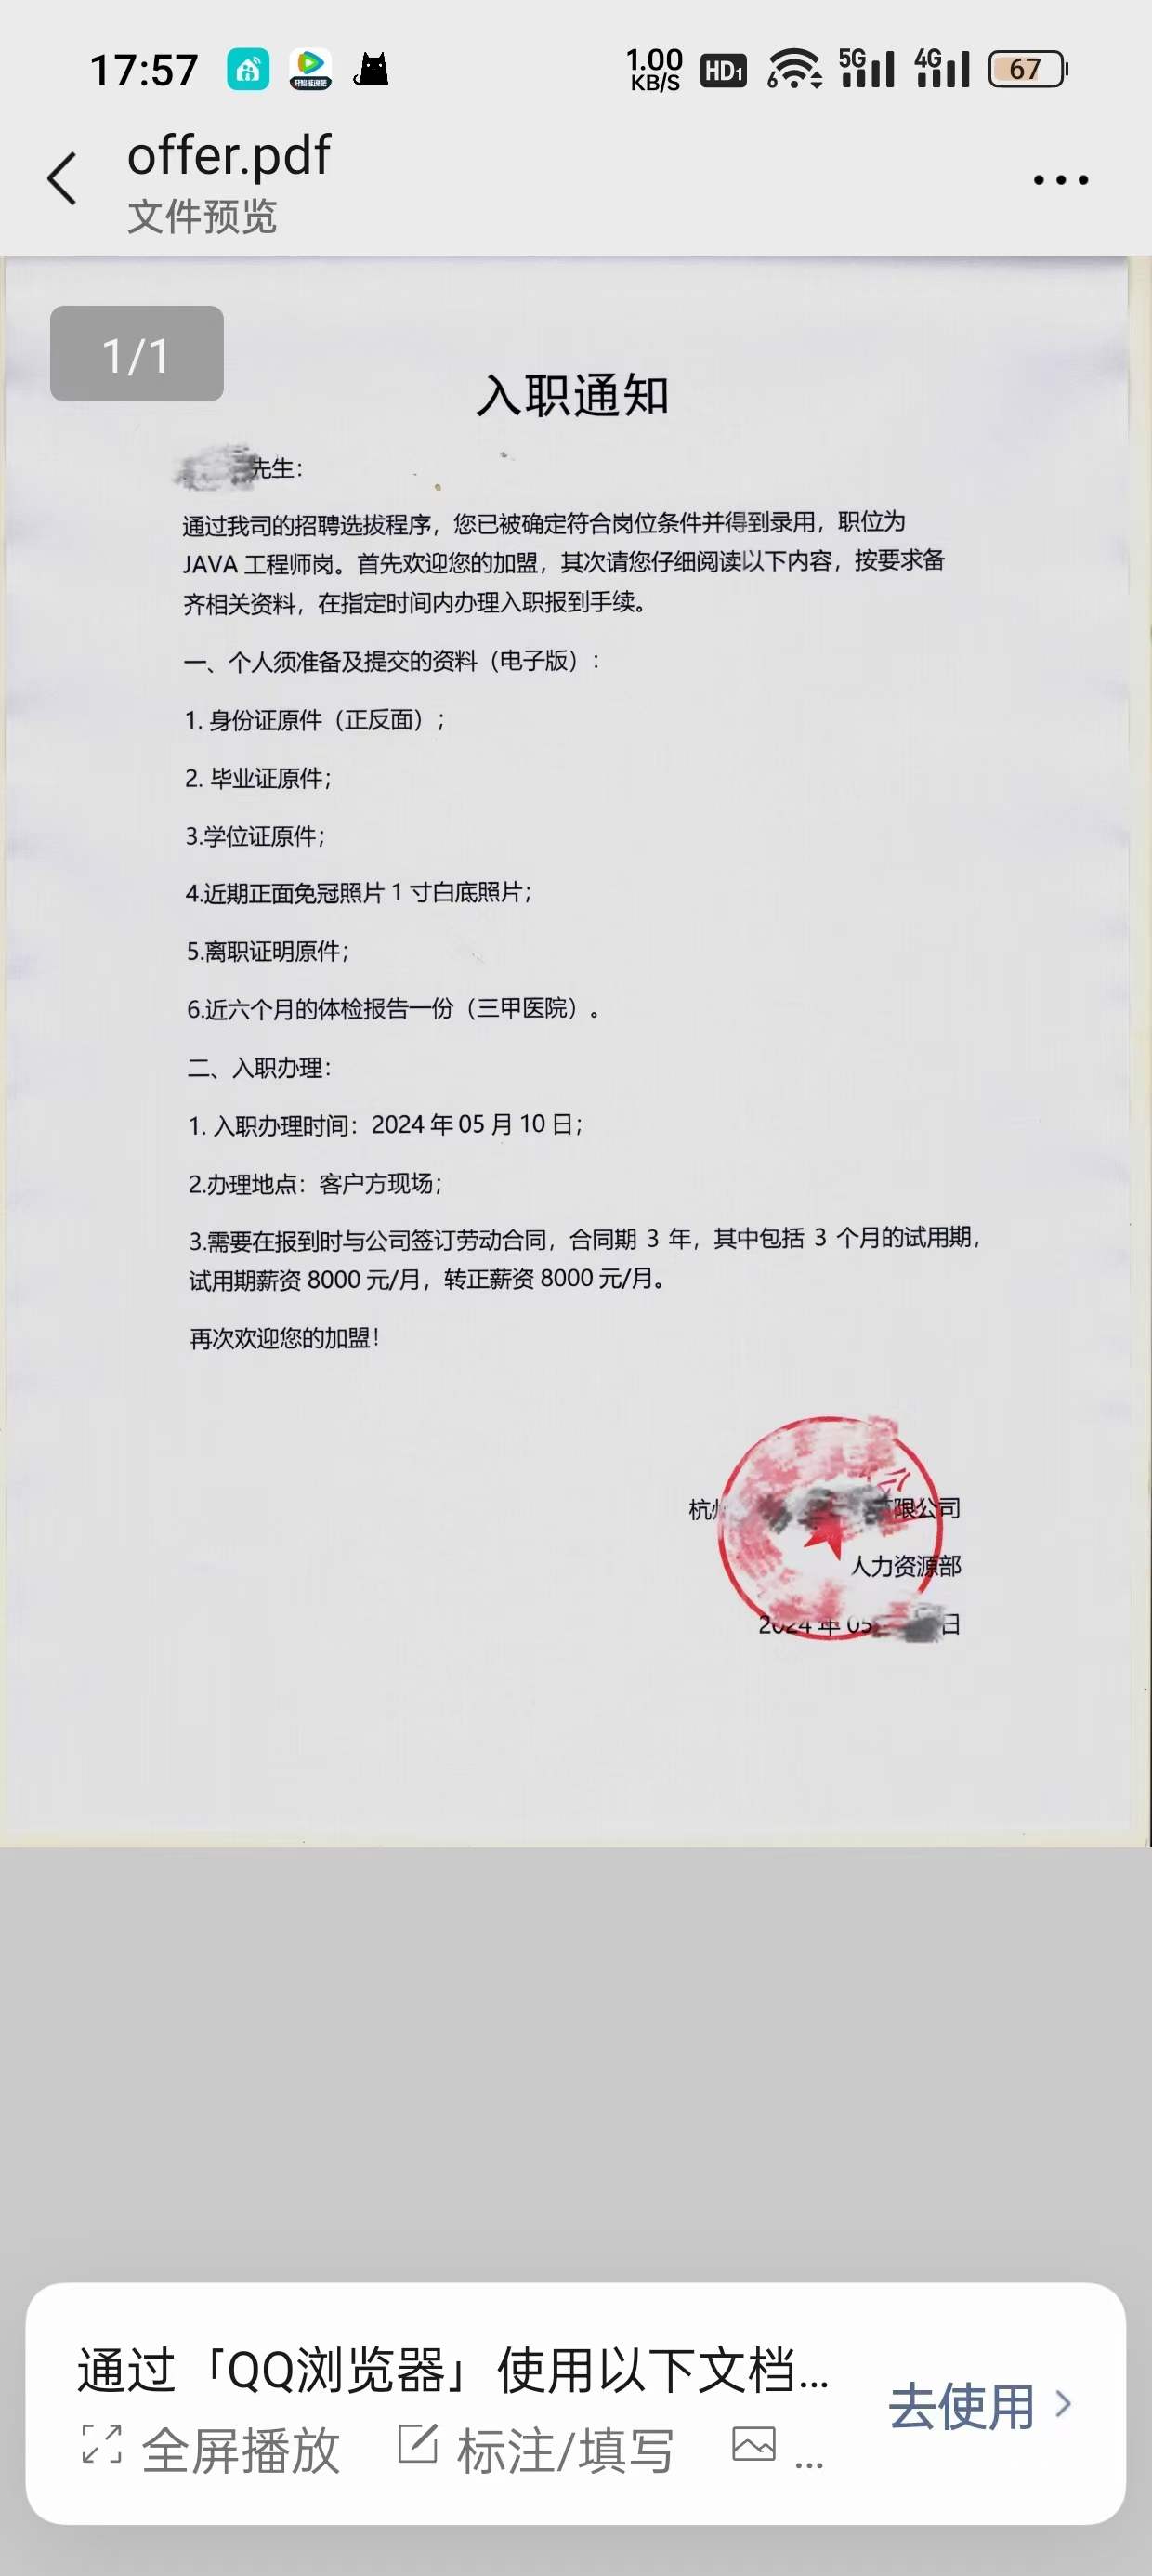 17:57
1.00
KB/S
HD1
6
5G
4G
67
offer.pdf
文件预览
1/1
入职通知
先生：
通过我司的招聘选拔程序，您已被确定符合岗位条件并得到录用，职位为
JAVA 工程师岗。首先欢迎您的加盟，其次请您仔细阅读以下内容，按要求备
齐相关资料，在指定时间内办理入职报到手续。
一、个人须准备及提交的资料（电子版）：
1. 身份证原件（正反面）；
2. 毕业证原件；
3.学位证原件；
4.近期正面免冠照片 1 寸白底照片；
5.离职证明原件；
6.近六个月的体检报告一份（三甲医院）。
二、入职办理：
1. 入职办理时间：2024 年 05 月 10 日；
2.办理地点：客户方现场；
3.需要在报到时与公司签订劳动合同，合同期 3 年，其中包括 3 个月的试用期，
试用期薪资 8000 元/月，转正薪资 8000 元/月。
再次欢迎您的加盟！
杭州 有限公司
人力资源部
2024 年 05 日
通过「QQ浏览器」使用以下文档...
去使用
全屏播放 标注/填写 ...